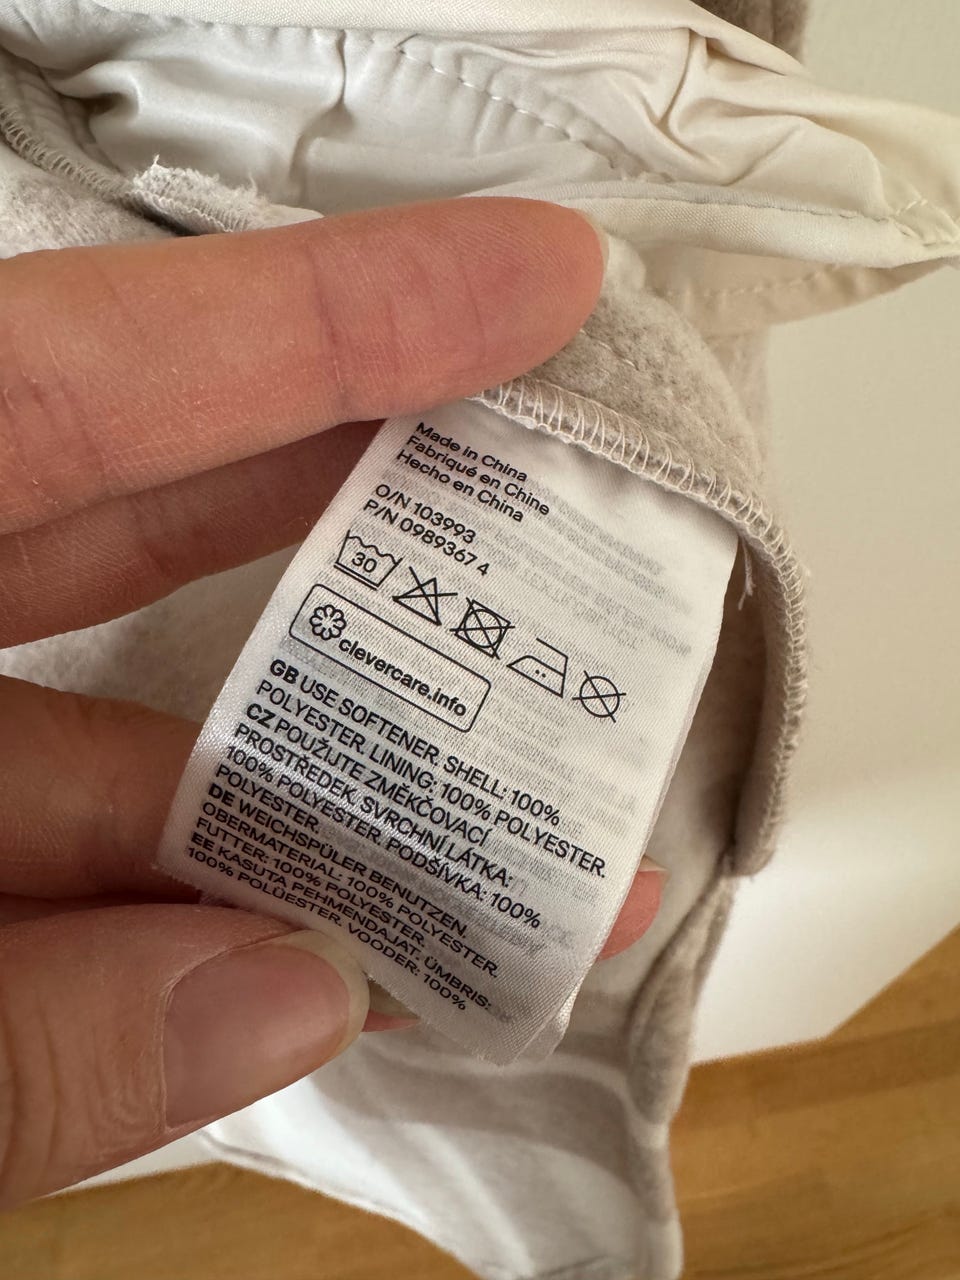 Made in China
Fabriqué en Chine
Hecho en China
O/N 103993
P/N 0989367 4
30
clevercare.info
GB USE SOFTENER. SHELL: 100%
POLYESTER. LINING: 100% POLYESTER.
CZ POUŽIJTE ZMĚKČOVACÍ
PROSTŘEDEK. SVRCHNÍ LÁTKA:
100% POLYESTER. PODŠÍVKA: 100%
POLYESTER.
DE WEICHSPÜLER BENUTZEN.
OBERMATERIAL: 100% POLYESTER.
FUTTER: 100% POLYESTER.
EE KASUTA PEHMENDAJAT. ÜMBRIS:
100% POLÜESTER. VOODER: 100%